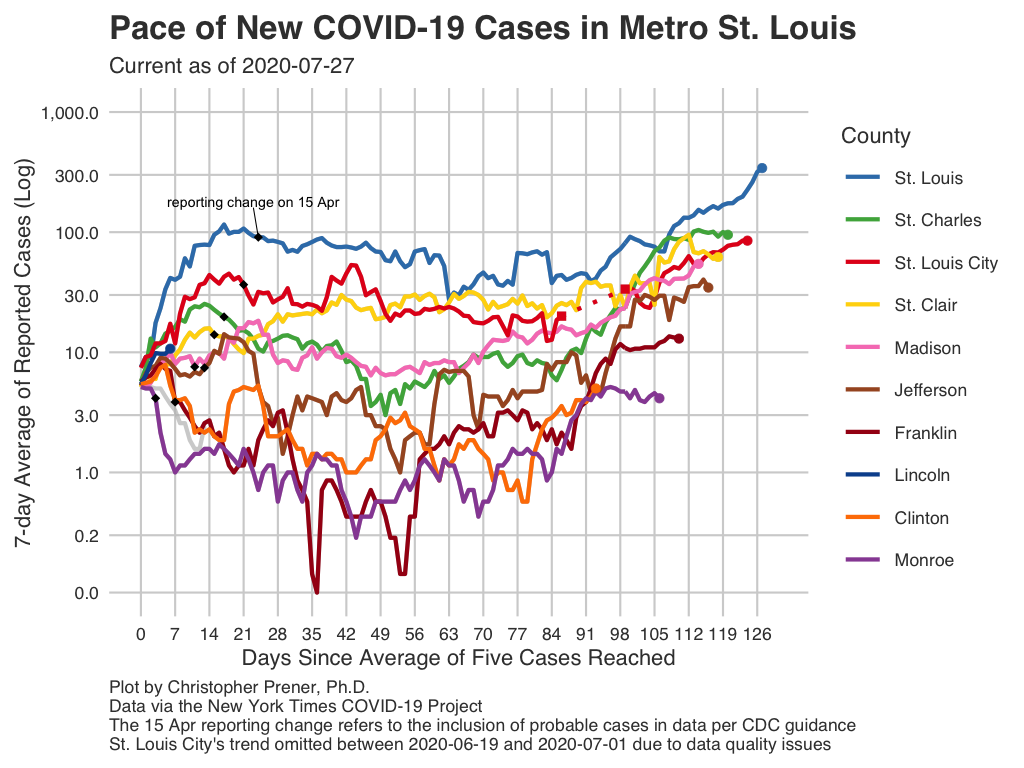 Pace of New COVID-19 Cases in Metro St. Louis
Current as of 2020-07-27
7-day Average of Reported Cases (Log)
1,000.0
300.0
100.0
30.0
10.0
3.0
1.0
0.2
0.0
reporting change on 15 Apr
0 7 14 21 28 35 42 49 56 63 70 77 84 91 98 105 112 119 126
Days Since Average of Five Cases Reached
County
St. Louis
St. Charles
St. Louis City
St. Clair
Madison
Jefferson
Franklin
Lincoln
Clinton
Monroe
Plot by Christopher Prener, Ph.D.
Data via the New York Times COVID-19 Project
The 15 Apr reporting change refers to the inclusion of probable cases in data per CDC guidance
St. Louis City's trend omitted between 2020-06-19 and 2020-07-01 due to data quality issues